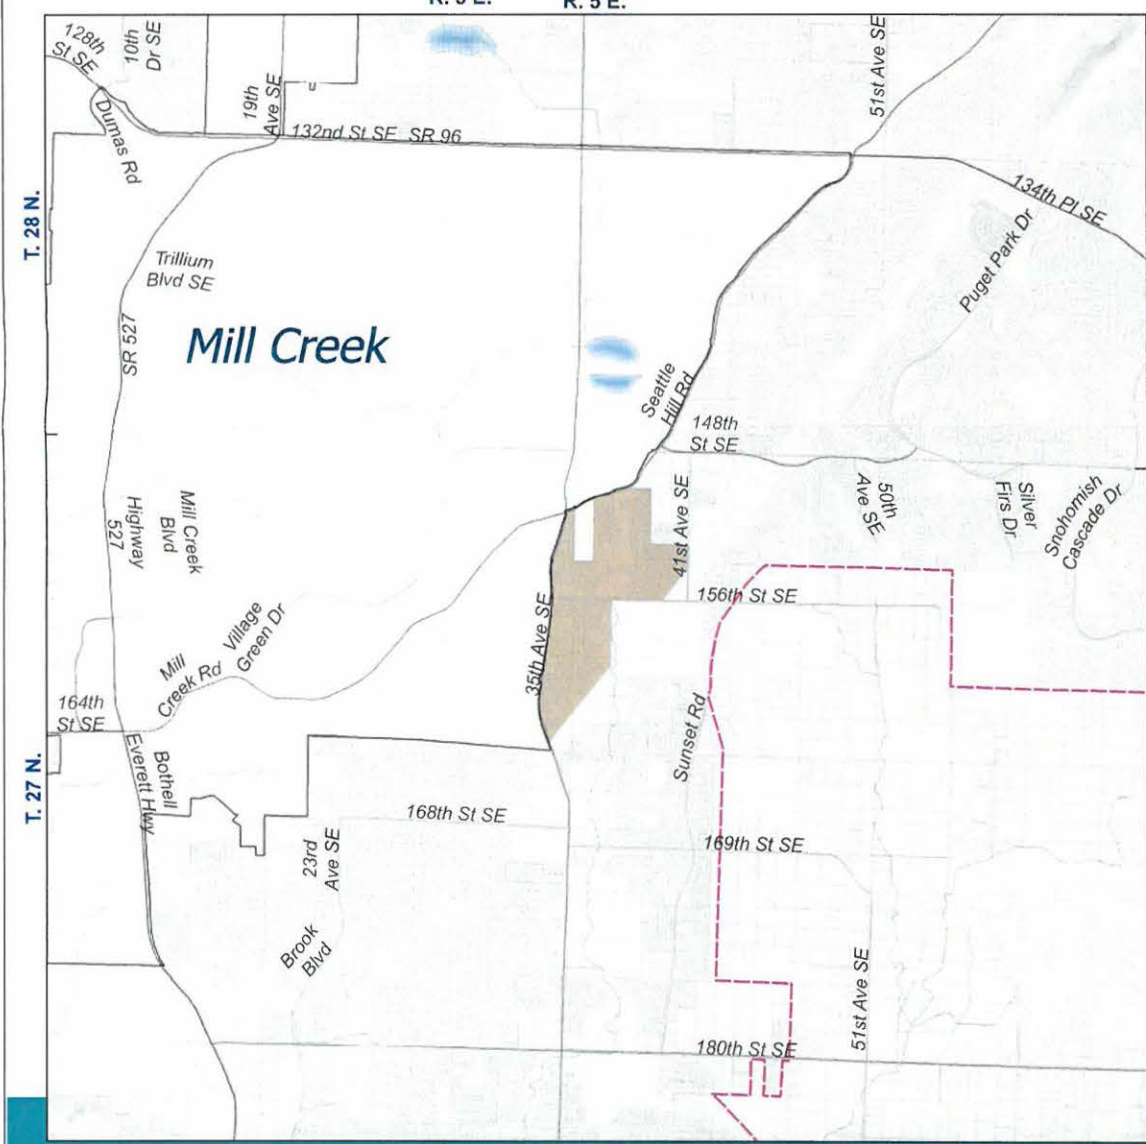 R. 5 E.
128th
St SE
10th
Dr SE
19th
Ave SE
51st Ave SE
Dumas Rd
132nd St SE SR 96
134th Pl SE
T. 28 N.
Trillium
Blvd SE
Puget Park Dr
SR 527
Mill Creek
Seattle
Hill Rd
148th
St SE
Highway
527
Mill Creek
Blvd
41st Ave SE
50th
Ave SE
Silver
Firs Dr
Snohomish
Cascade Dr
156th St SE
35th Ave SE
Village
Green Dr
Mill
Creek Rd
164th
St SE
Sunset Rd
T. 27 N.
Bothell
Everett Hwy
168th St SE
169th St SE
23rd
Ave SE
Brook
Blvd
51st Ave SE
180th St SE